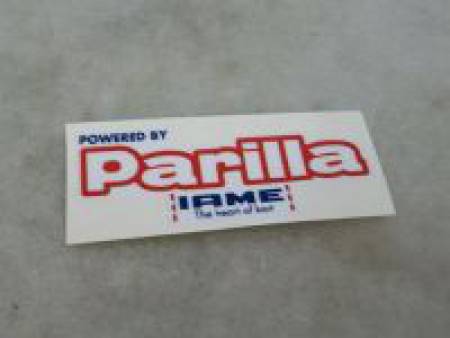 POWERED BY
Parilla
IAME
The heart of kart